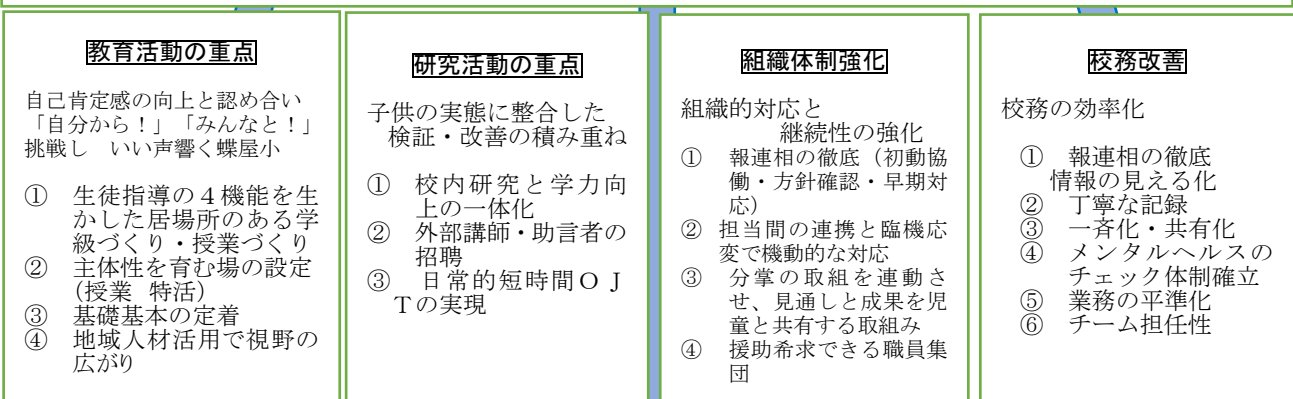 教育活動の重点
自己肯定感の向上と認め合い
「自分から！」「みんなと！」
挑戦し　いい声響く蝶屋小
①　生徒指導の４機能を生
かした居場所のある学
級づくり・授業づくり
②　主体性を育む場の設定
(授業　特活)
③　基礎基本の定着
④　地域人材活用で視野の
広がり
研究活動の重点
子供の実態に整合した
検証・改善の積み重ね
①　校内研究と学力向
上の一体化
②　外部講師・助言者の
招聘
③　日常的短時間ＯＪ
Ｔの実現
組織体制強化
組織的対応と
継続性の強化
①　報連相の徹底（初動協
働・方針確認・早期対
応）
②　担当間の連携と臨機応
変で機動的な対応
③　分掌の取組を連動さ
せ、見通しと成果を児
童と共有する取組み
④　援助希求できる職員集
団
校務改善
校務の効率化
①　報連相の徹底
情報の見える化
②　丁寧な記録
③　一斉化・共有化
④　メンタルヘルスの
チェック体制確立
⑤　業務の平準化
⑥　チーム担任性